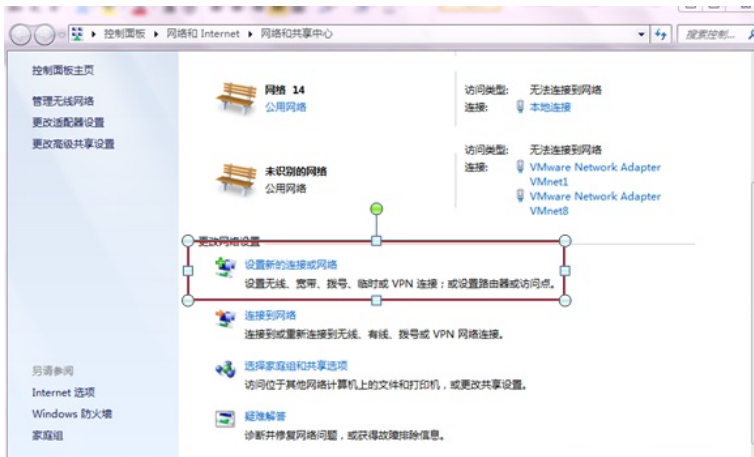 控制面板 ▸ 网络和 Internet ▸ 网络和共享中心
搜索控制...
控制面板主页
管理无线网络
更改适配器设置
更改高级共享设置
网络 14
公用网络
访问类型: 无法连接到网络
连接: 本地连接
未识别的网络
公用网络
访问类型: 无法连接到网络
连接: VMware Network Adapter
VMnet1
VMware Network Adapter
VMnet8
更改网络设置
设置新的连接或网络
设置无线、宽带、拨号、临时或 VPN 连接；或设置路由器或访问点。
连接到网络
连接到或重新连接到无线、有线、拨号或 VPN 网络连接。
选择家庭组和共享选项
访问位于其他网络计算机上的文件和打印机，或更改共享设置。
疑难解答
诊断并修复网络问题，或获得故障排除信息。
另请参阅
Internet 选项
Windows 防火墙
家庭组